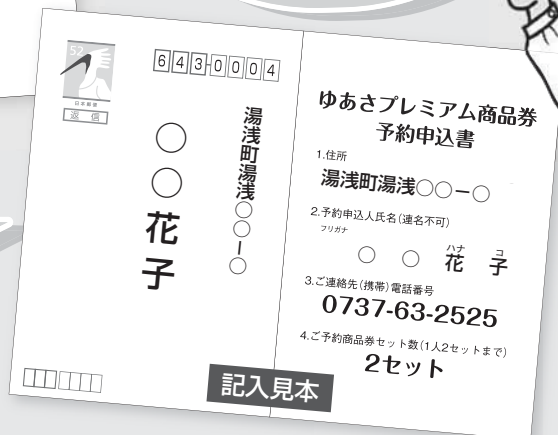 52
日本郵便
返信
643-0004
湯浅町湯浅○○ー○
○○花子
ゆあさプレミアム商品券
予約申込書
1.住所
湯浅町湯浅○○ー○
2.予約申込人氏名(連名不可)
フリガナ
ハナ コ
○ ○ 花 子
3.ご連絡先(携帯)電話番号
0737-63-2525
4.ご予約商品券セット数(1人2セットまで)
2セット
記入見本